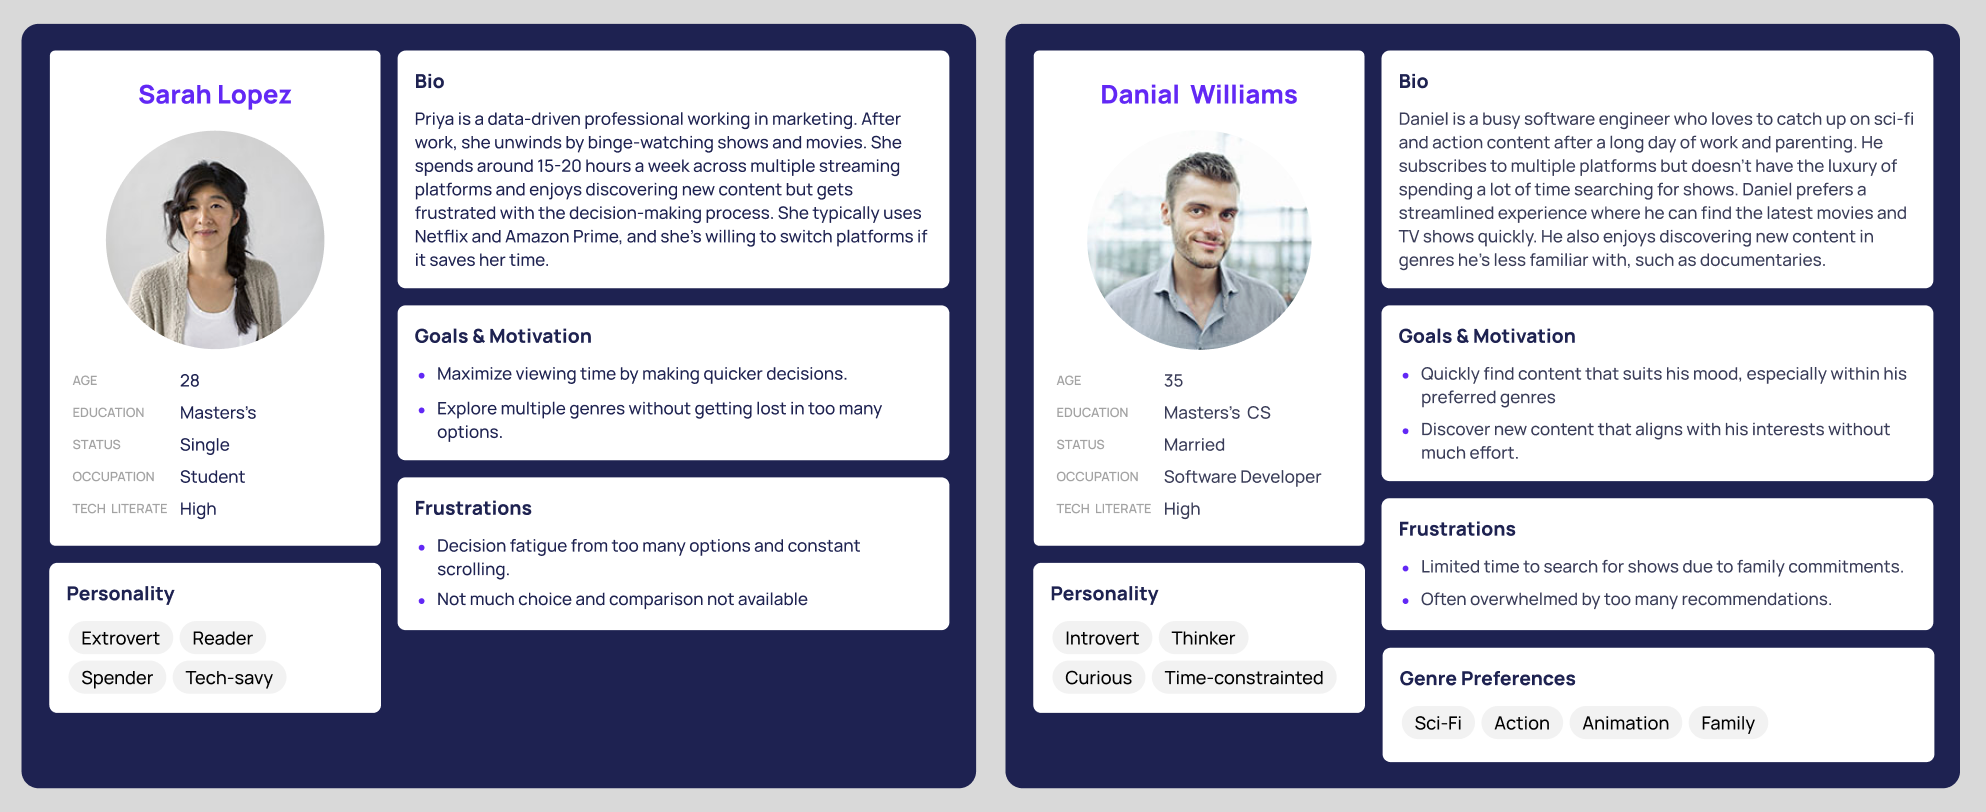 Sarah Lopez
AGE 28
EDUCATION Masters's
STATUS Single
OCCUPATION Student
TECH LITERATE High
Personality
Extrovert Reader
Spender Tech-savy
Bio
Priya is a data-driven professional working in marketing. After
work, she unwinds by binge-watching shows and movies. She
spends around 15-20 hours a week across multiple streaming
platforms and enjoys discovering new content but gets
frustrated with the decision-making process. She typically uses
Netflix and Amazon Prime, and she's willing to switch platforms if
it saves her time.
Goals & Motivation
• Maximize viewing time by making quicker decisions.
• Explore multiple genres without getting lost in too many
options.
Frustrations
• Decision fatigue from too many options and constant
scrolling.
• Not much choice and comparison not available
Danial Williams
AGE 35
EDUCATION Masters's CS
STATUS Married
OCCUPATION Software Developer
TECH LITERATE High
Personality
Introvert Thinker
Curious Time-constrainted
Bio
Daniel is a busy software engineer who loves to catch up on sci-fi
and action content after a long day of work and parenting. He
subscribes to multiple platforms but doesn't have the luxury of
spending a lot of time searching for shows. Daniel prefers a
streamlined experience where he can find the latest movies and
TV shows quickly. He also enjoys discovering new content in
genres he's less familiar with, such as documentaries.
Goals & Motivation
• Quickly find content that suits his mood, especially within his
preferred genres
• Discover new content that aligns with his interests without
much effort.
Frustrations
• Limited time to search for shows due to family commitments.
• Often overwhelmed by too many recommendations.
Genre Preferences
Sci-Fi Action Animation Family